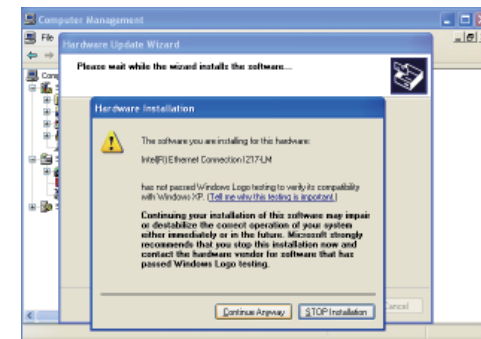 Computer Management
File
Hardware Update Wizard
Please wait while the wizard installs the software...
Hardware Installation
The software you are installing for this hardware:
Intel(R) Ethernet Connection I217-LM
has not passed Windows Logo testing to verify its compatibility
with Windows XP. (Tell me why this testing is important.)
Continuing your installation of this software may impair
or destabilize the correct operation of your system
either immediately or in the future. Microsoft strongly
recommends that you stop this installation now and
contact the hardware vendor for software that has
passed Windows Logo testing.
Continue Anyway
STOP Installation
Cancel